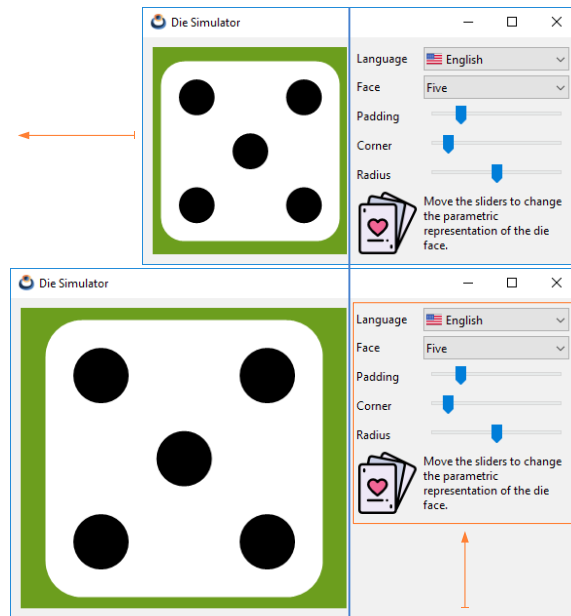 Die Simulator
Language
English
Face
Five
Padding
Corner
Radius
Move the sliders to change
the parametric
representation of the die
face.
Die Simulator
Language
English
Face
Five
Padding
Corner
Radius
Move the sliders to change
the parametric
representation of the die
face.